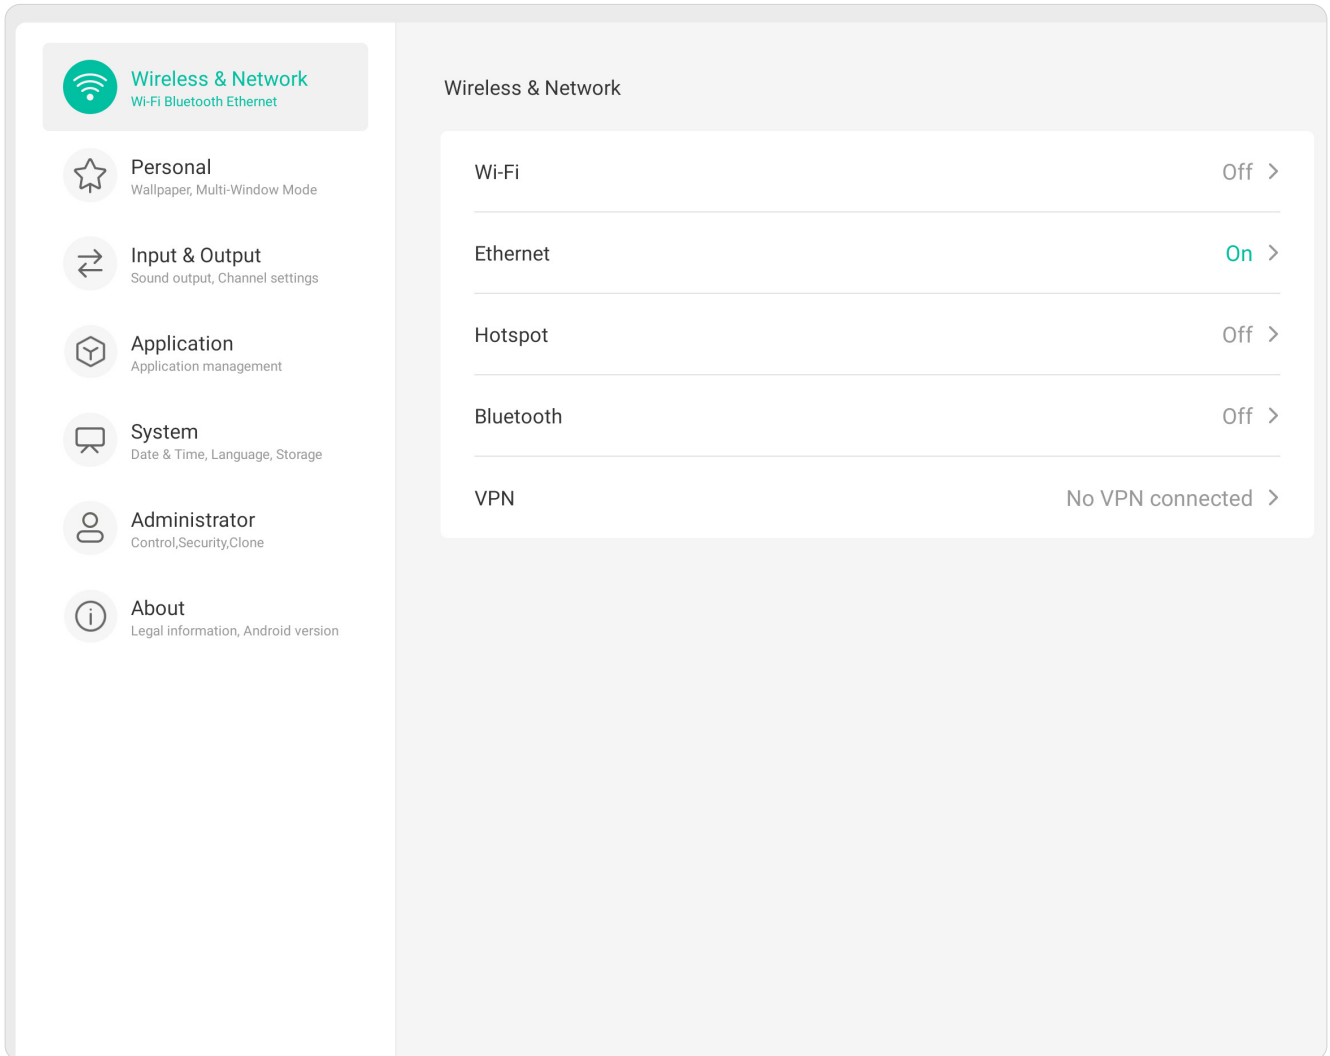 Wireless & Network
Wi-Fi Bluetooth Ethernet
Personal
Wallpaper, Multi-Window Mode
Input & Output
Sound output, Channel settings
Application
Application management
System
Date & Time, Language, Storage
Administrator
Control,Security,Clone
About
Legal information, Android version
Wireless & Network
Wi-Fi Off
Ethernet On
Hotspot Off
Bluetooth Off
VPN No VPN connected